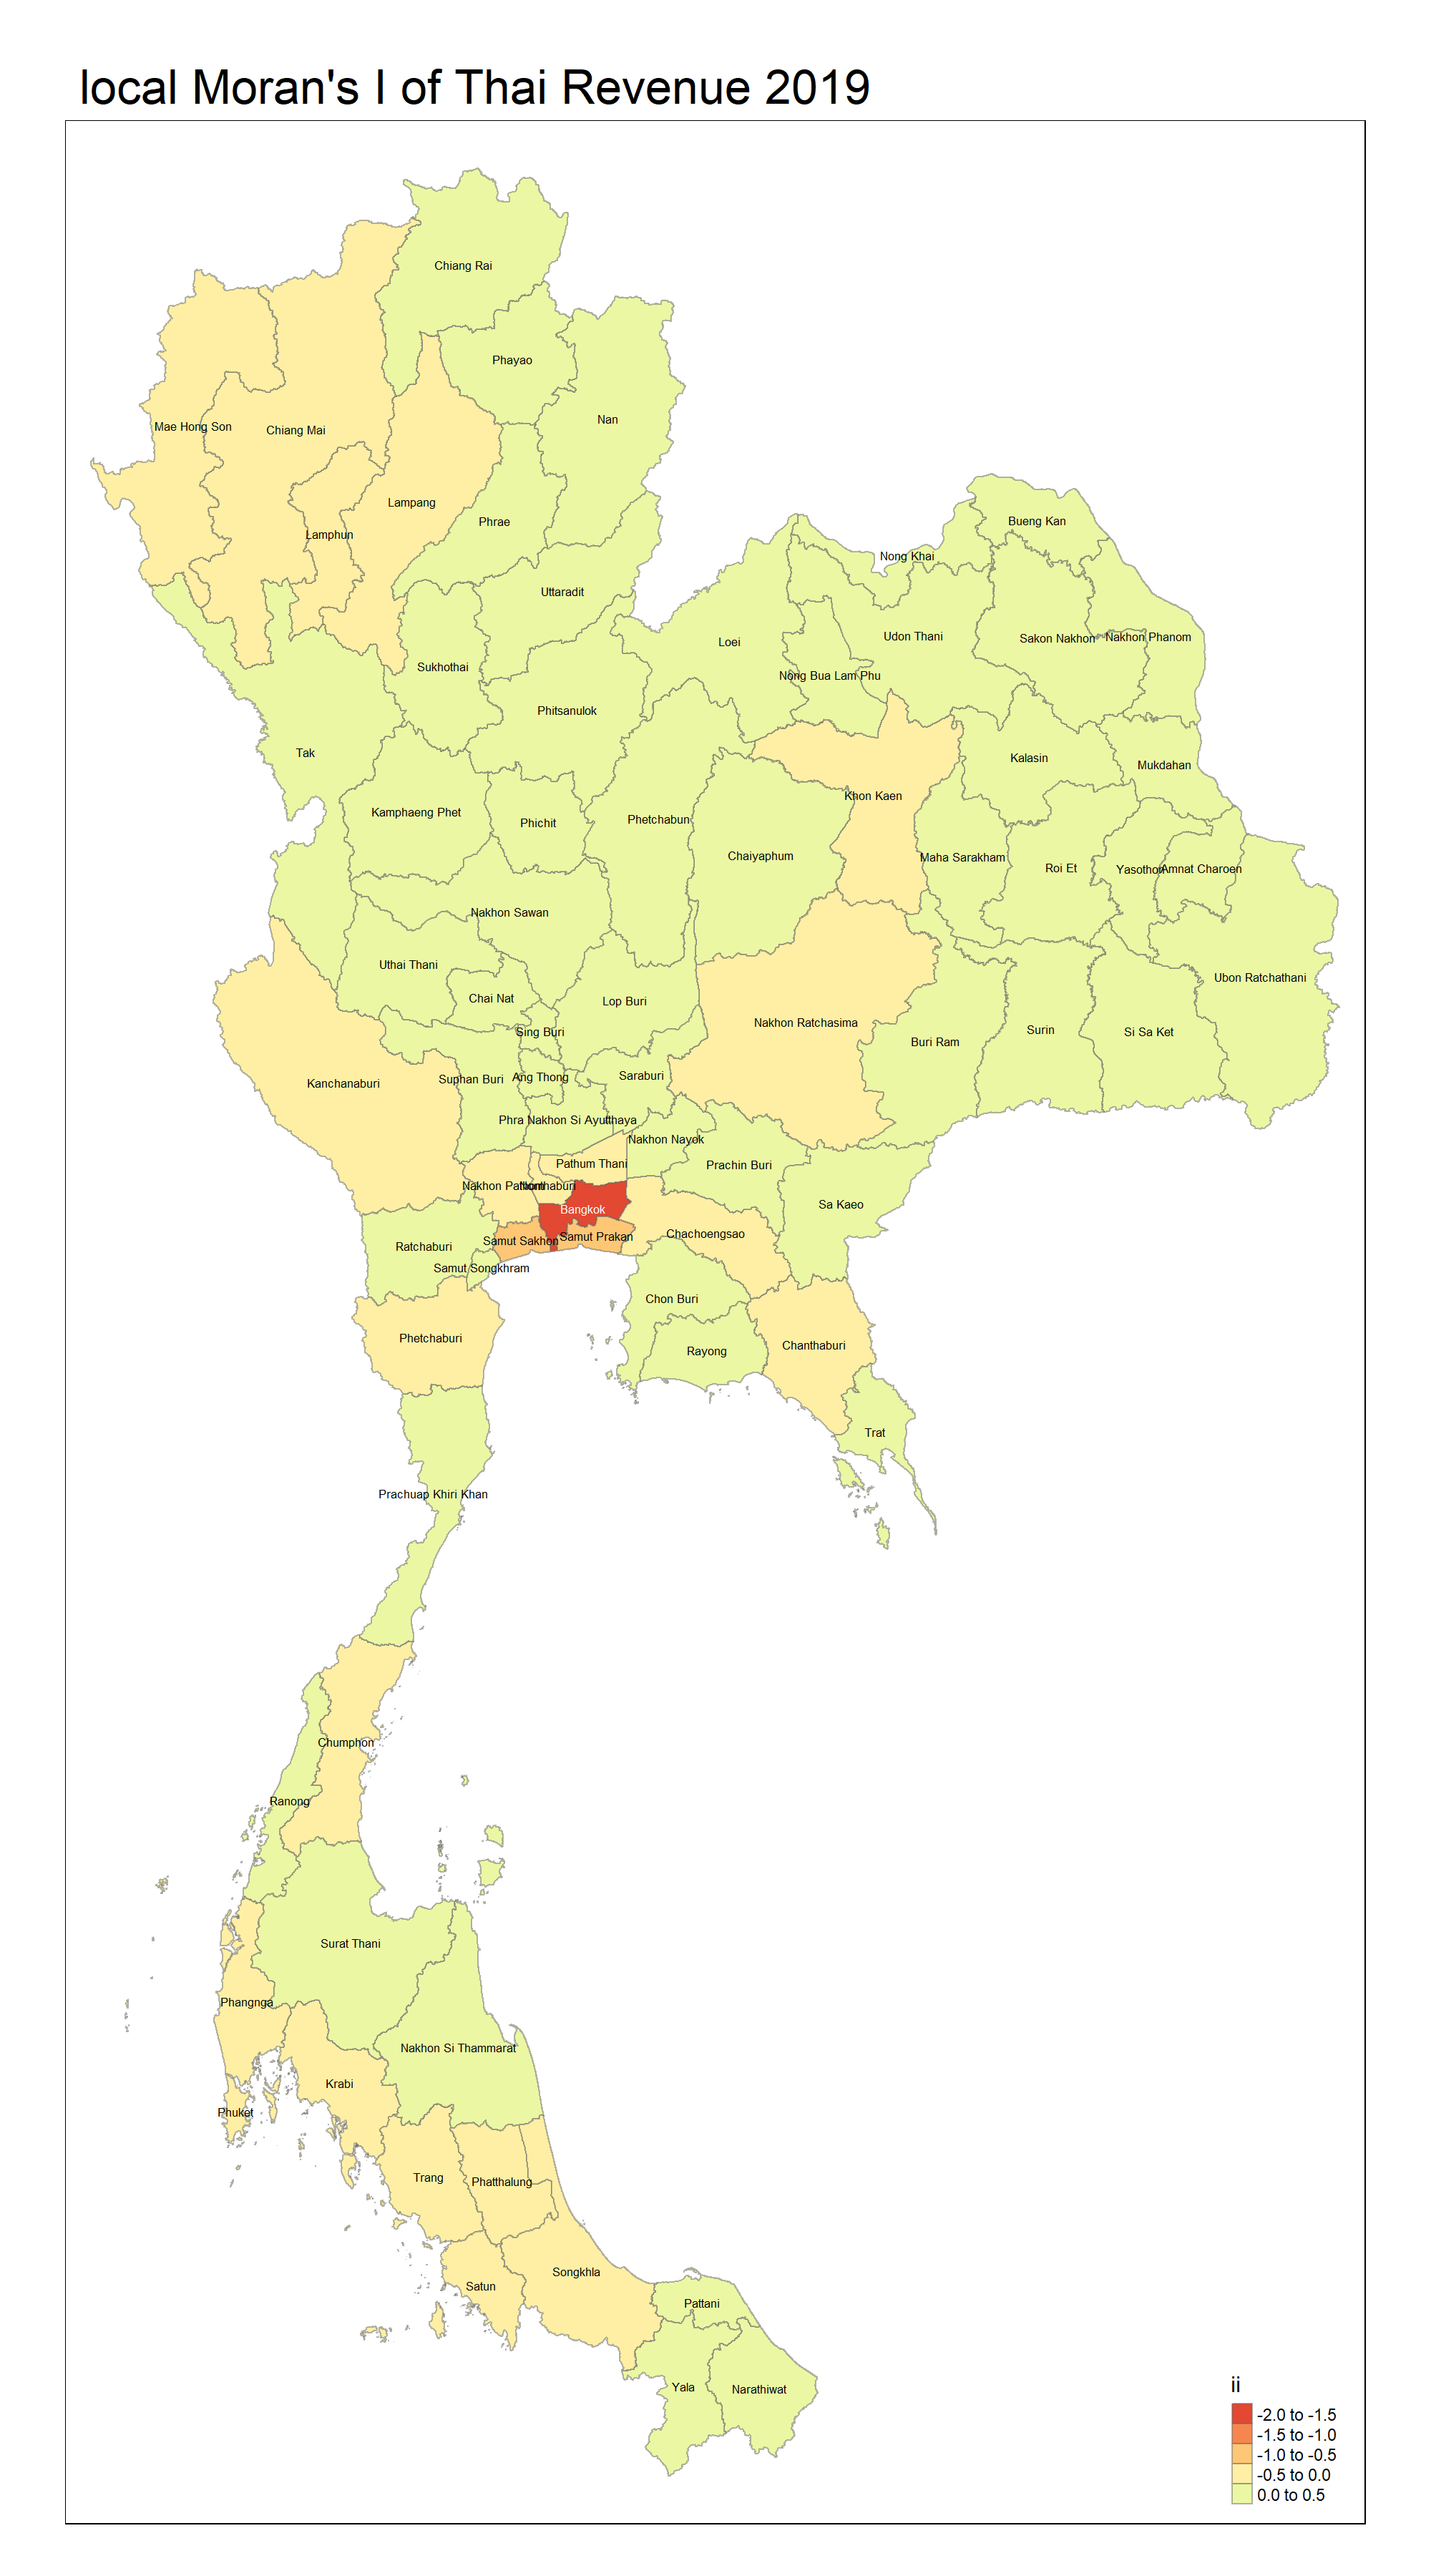 local Moran's I of Thai Revenue 2019
Chiang Rai
Phayao
Nan
Mae Hong Son
Chiang Mai
Lampang
Phrae
Bueng Kan
Lamphun
Nong Khai
Uttaradit
Udon Thani
Sakon Nakhon
Nakhon Phanom
Loei
Sukhothai
Nong Bua Lam Phu
Phitsanulok
Tak
Kalasin
Mukdahan
Khon Kaen
Kamphaeng Phet
Phichit
Phetchabun
Chaiyaphum
Maha Sarakham
Roi Et
Yasothon
Amnat Charoen
Nakhon Sawan
Uthai Thani
Ubon Ratchathani
Chai Nat
Lop Buri
Nakhon Ratchasima
Sing Buri
Surin
Si Sa Ket
Buri Ram
Kanchanaburi
Suphan Buri
Ang Thong
Saraburi
Phra Nakhon Si Ayutthaya
Nakhon Nayok
Pathum Thani
Prachin Buri
Nakhon Pathom
Nonthaburi
Sa Kaeo
Bangkok
Chachoengsao
Samut Prakan
Samut Sakhon
Ratchaburi
Samut Songkhram
Chon Buri
Phetchaburi
Chanthaburi
Rayong
Trat
Prachuap Khiri Khan
Chumphon
Ranong
Surat Thani
Phangnga
Nakhon Si Thammarat
Krabi
Phuket
Trang
Phatthalung
Songkhla
Satun
Pattani
Yala
Narathiwat
ii
-2.0 to -1.5
-1.5 to -1.0
-1.0 to -0.5
-0.5 to 0.0
0.0 to 0.5